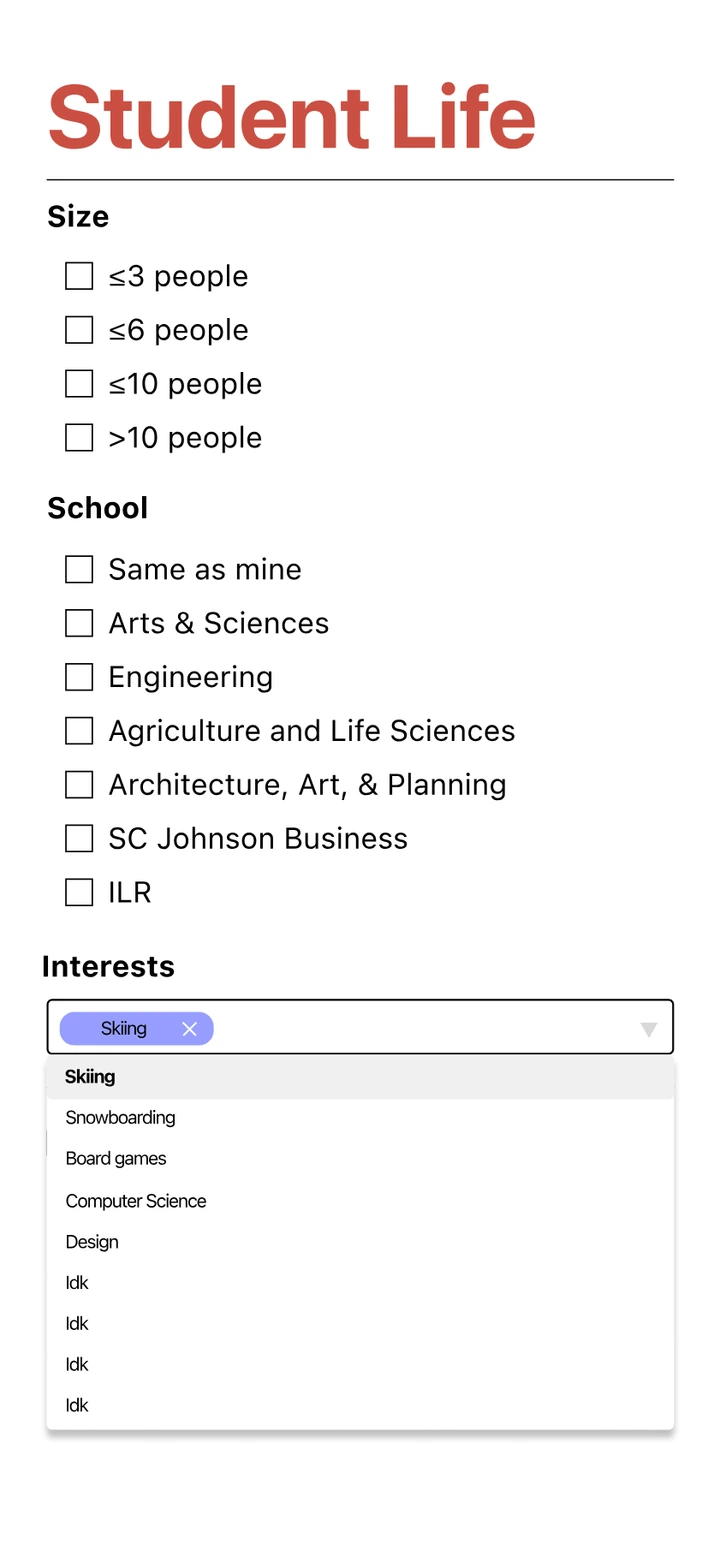 Student Life
Size
≤3 people
≤6 people
≤10 people
>10 people
School
Same as mine
Arts & Sciences
Engineering
Agriculture and Life Sciences
Architecture, Art, & Planning
SC Johnson Business
ILR
Interests
Skiing
Skiing
Snowboarding
Board games
Computer Science
Design
Idk
Idk
Idk
Idk